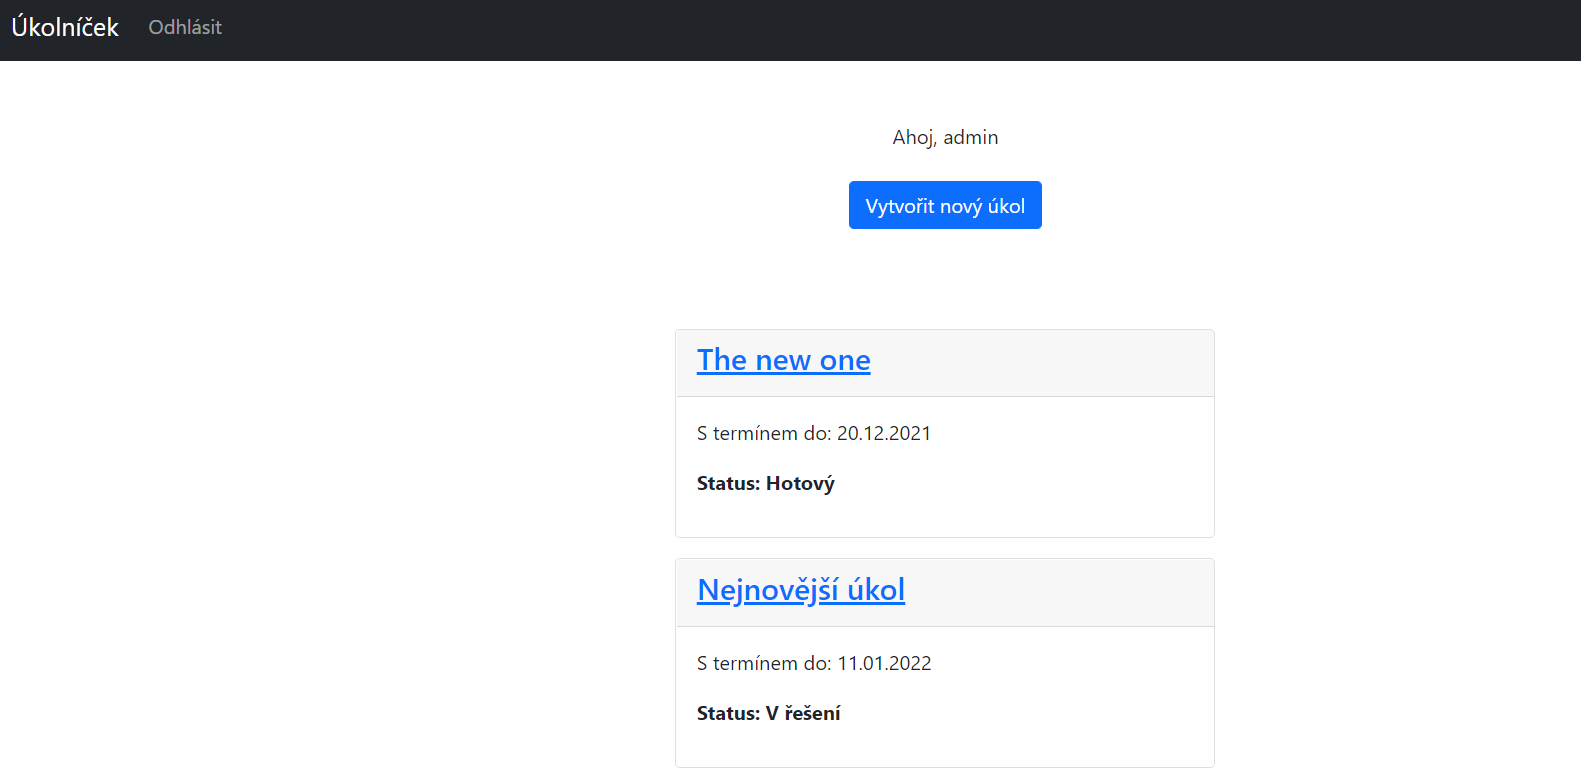 Úkolníček Odhlásit
Ahoj, admin
Vytvořit nový úkol
The new one
S termínem do: 20.12.2021
Status: Hotový
Nejnovější úkol
S termínem do: 11.01.2022
Status: V řešení